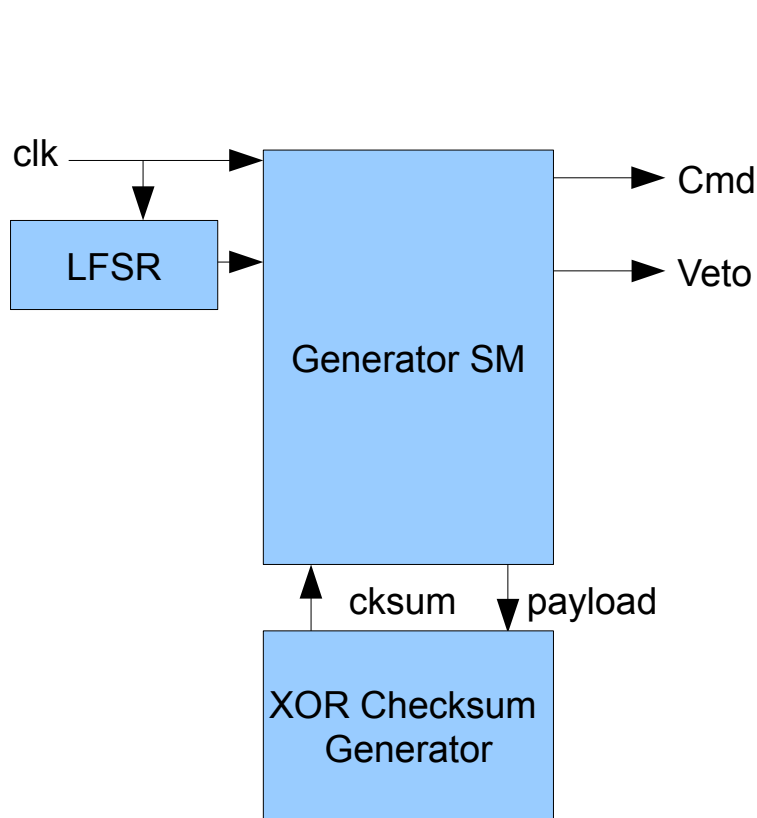 clk
Cmd
LFSR
Veto
Generator SM
cksum
payload
XOR Checksum
Generator